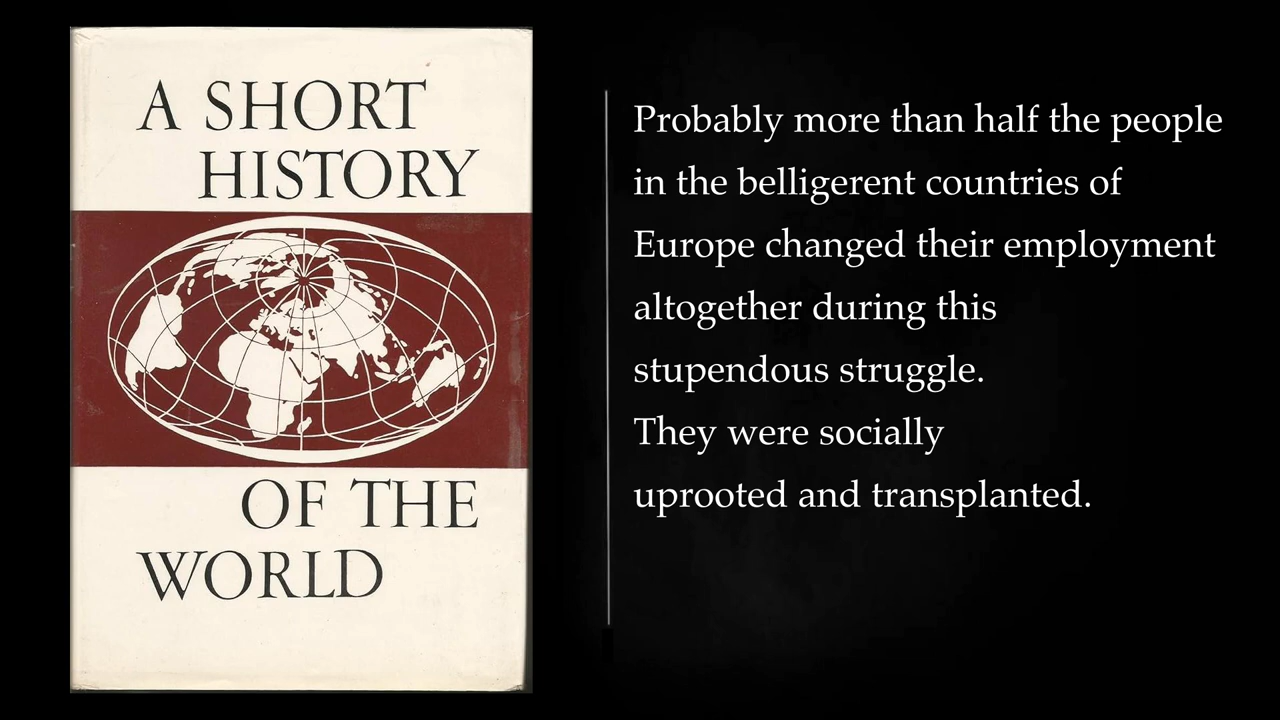 A SHORT
HISTORY
OF THE
WORLD
Probably more than half the people
in the belligerent countries of
Europe changed their employment
altogether during this
stupendous struggle.
They were socially
uprooted and transplanted.